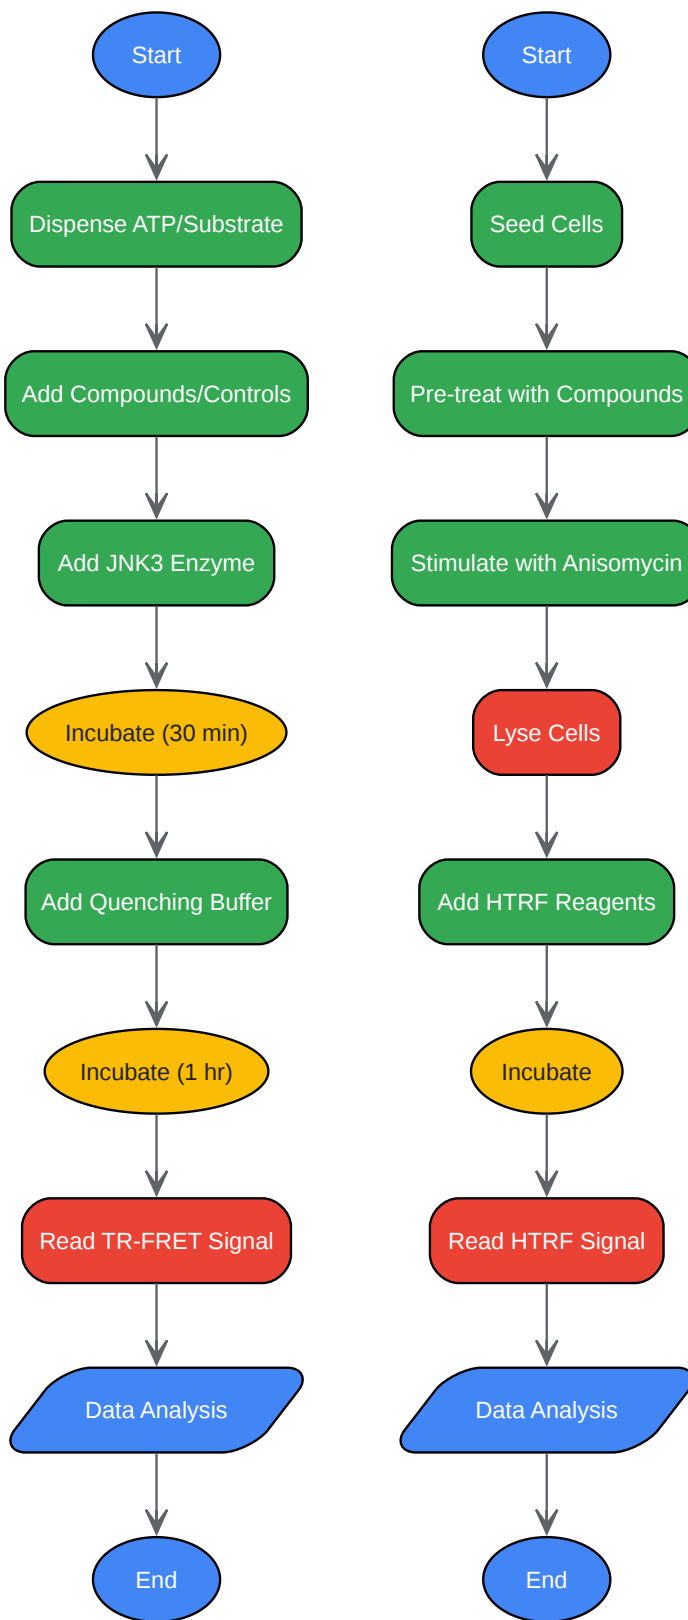 Start
Dispense ATP/Substrate
Add Compounds/Controls
Add JNK3 Enzyme
Incubate (30 min)
Add Quenching Buffer
Incubate (1 hr)
Read TR-FRET Signal
Data Analysis
End
Start
Seed Cells
Pre-treat with Compounds
Stimulate with Anisomycin
Lyse Cells
Add HTRF Reagents
Incubate
Read HTRF Signal
Data Analysis
End